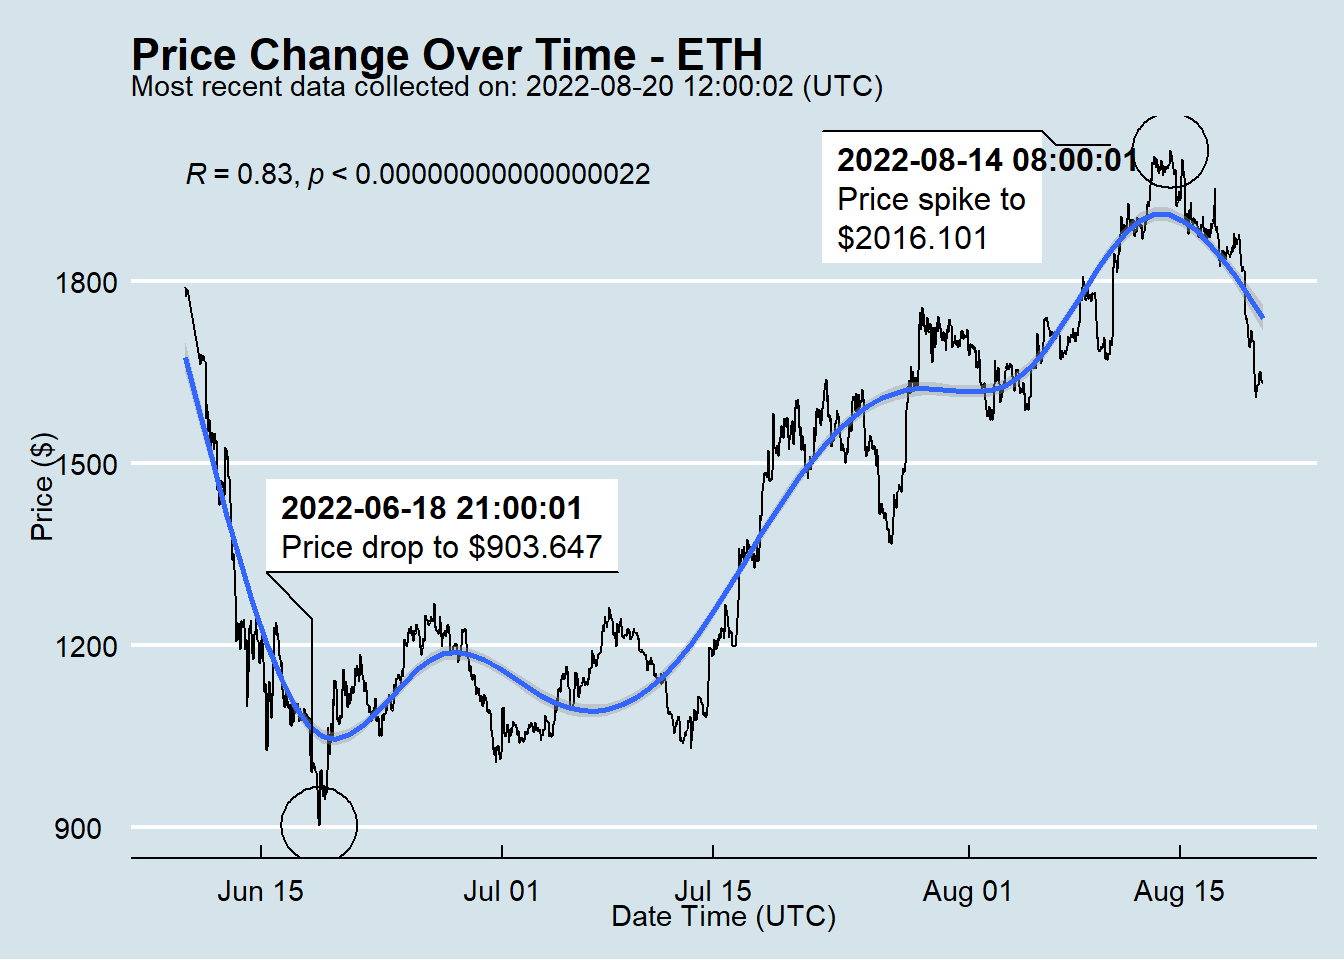 Price Change Over Time - ETH
Most recent data collected on: 2022-08-20 12:00:02 (UTC)
R = 0.83, p < 0.00000000000000022
2022-08-14 08:00:01
Price spike to
$2016.101
2022-06-18 21:00:01
Price drop to $903.647
Price ($)
1800
1500
1200
900
Jun 15
Jul 01
Jul 15
Aug 01
Aug 15
Date Time (UTC)